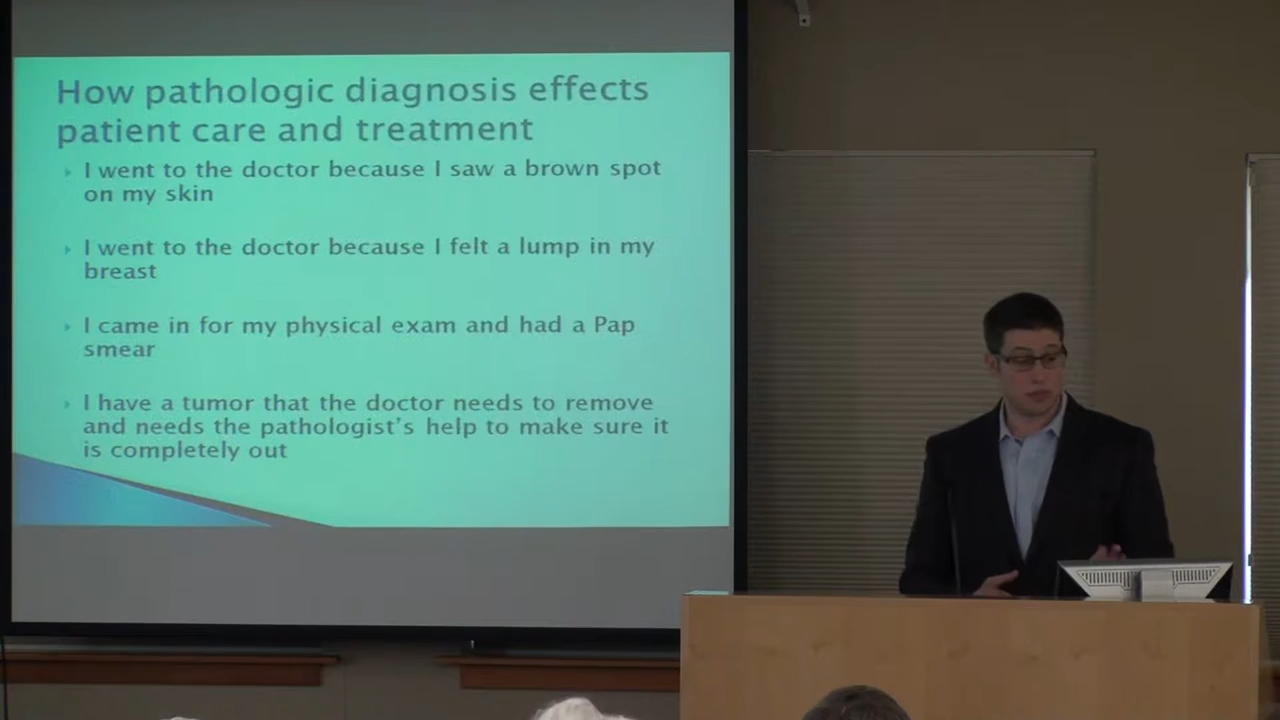 How pathologic diagnosis effects
patient care and treatment
I went to the doctor because I saw a brown spot
on my skin
I went to the doctor because I felt a lump in my
breast
I came in for my physical exam and had a Pap
smear
I have a tumor that the doctor needs to remove
and needs the pathologist's help to make sure it
is completely out